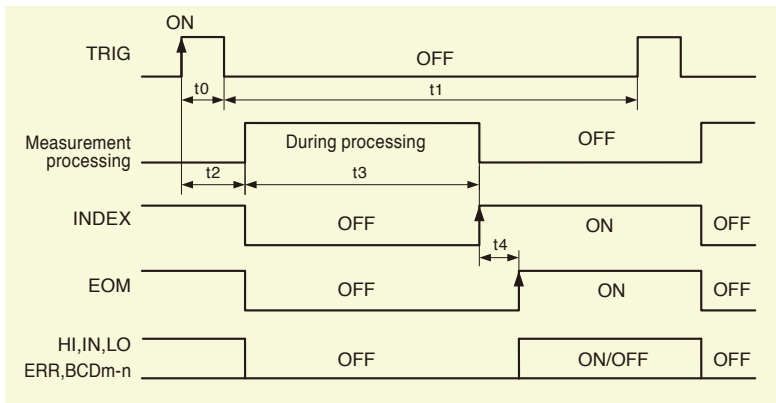 ON
TRIG
OFF
t0
t1
Measurement
processing
During processing
OFF
t2
t3
INDEX
OFF
ON
OFF
t4
EOM
OFF
ON
OFF
HI,IN,LO
ERR,BCDm-n
OFF
ON/OFF
OFF